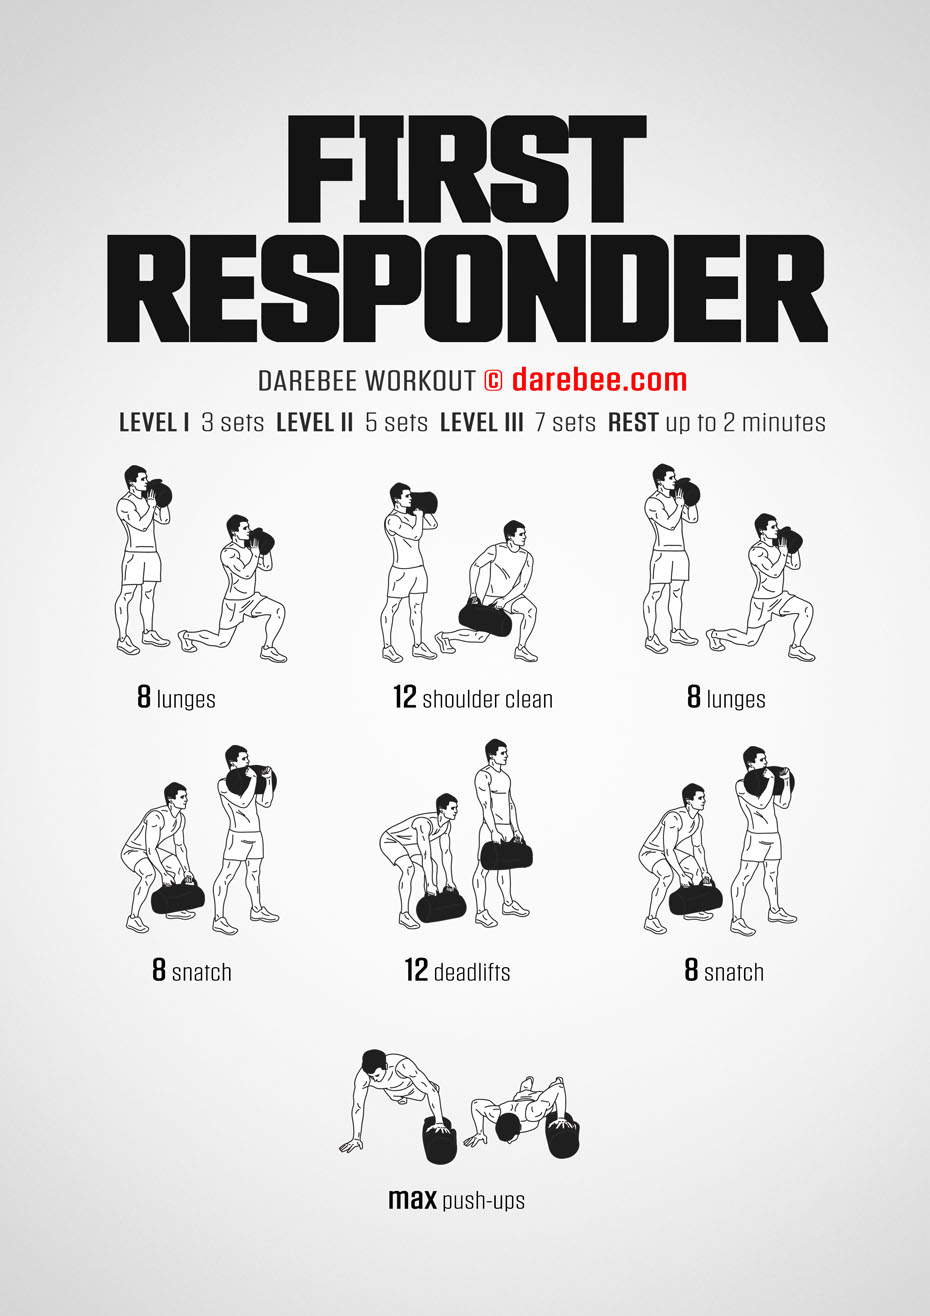 FIRST
RESPONDER
DAREBEE WORKOUT © darebee.com
LEVEL I 3 sets LEVEL II 5 sets LEVEL III 7 sets REST up to 2 minutes
8 lunges
12 shoulder clean
8 lunges
8 snatch
12 deadlifts
8 snatch
max push-ups